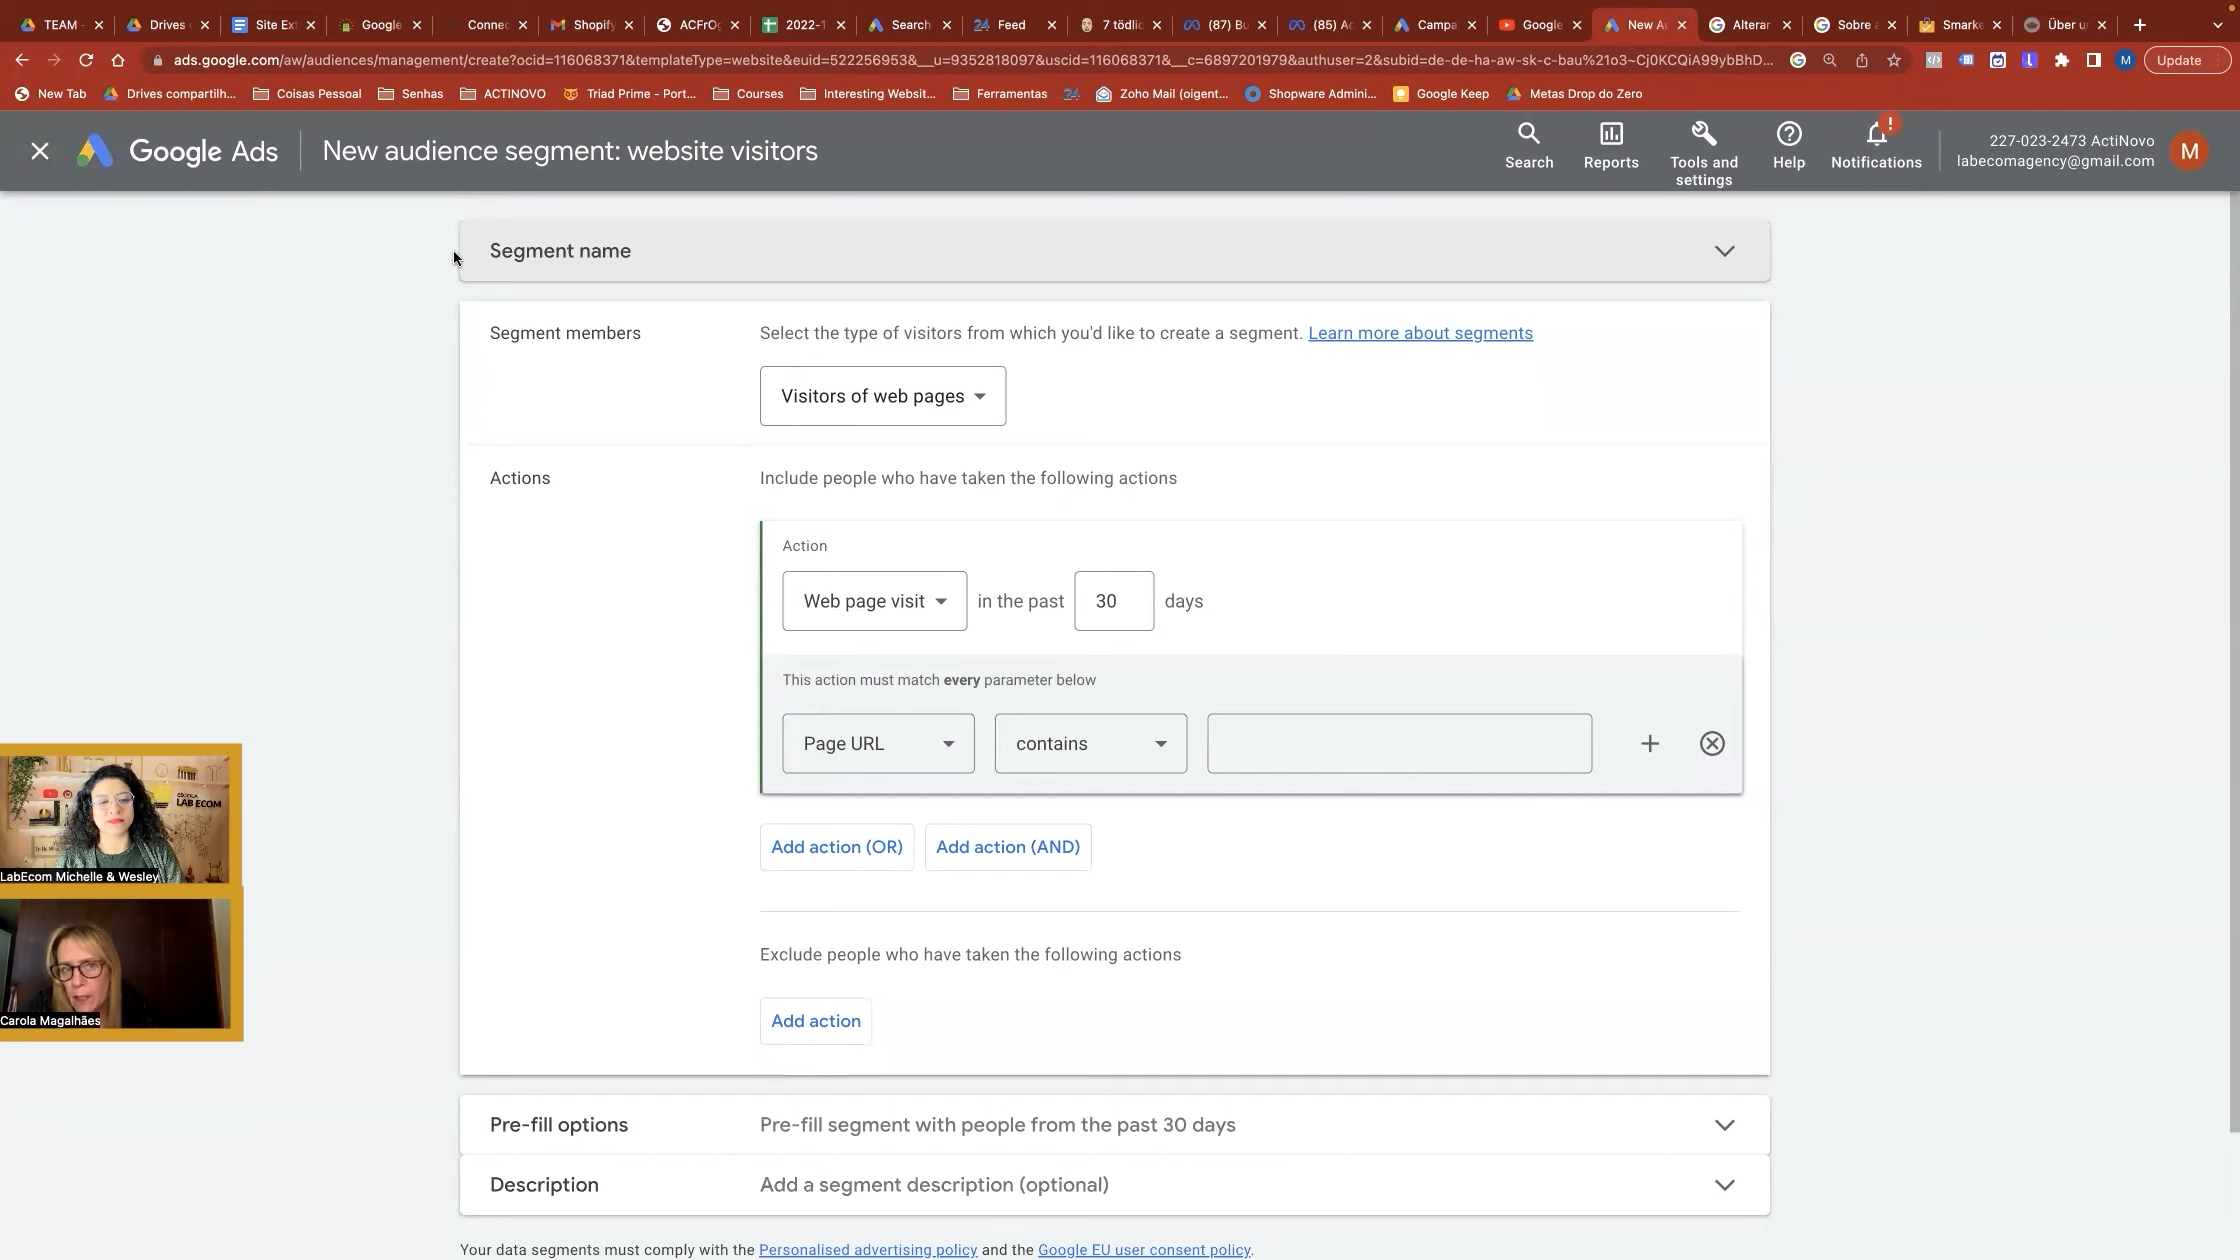 TEAM -
Drives
Site Ext
Google
Connec
Shopify
ACFrOg
2022-1
Search
Feed
7 tödlic
(87) Bu
(85) Ac
Campa
Google
New Au
Alterar
Sobre a
Smarke
Über un
ads.google.com/aw/audiences/management/create?ocid=116068371&templateType=website&euid=522256953&__u=9352818097&uscid=116068371&__c=6897201979&authuser=2&subid=de-de-ha-aw-sk-c-bau%21o3~Cj0KCQiA99ybBhD...
M
Update
New Tab
Drives compartilh...
Coisas Pessoal
Senhas
ACTINOVO
Triad Prime - Port...
Courses
Interesting Websit...
Ferramentas
24
Zoho Mail (oigent...
Shopware Admini...
Google Keep
Metas Drop do Zero
Google Ads
New audience segment: website visitors
Search
Reports
Tools and
settings
Help
Notifications
227-023-2473 ActiNovo
labecomagency@gmail.com
M
Segment name
Segment members
Select the type of visitors from which you'd like to create a segment. Learn more about segments
Visitors of web pages
Actions
Include people who have taken the following actions
Action
Web page visit in the past 30 days
This action must match every parameter below
Page URL
contains
Add action (OR)
Add action (AND)
Exclude people who have taken the following actions
Add action
Pre-fill options
Pre-fill segment with people from the past 30 days
Description
Add a segment description (optional)
Your data segments must comply with the Personalised advertising policy and the Google EU user consent policy.
ESCOLA
LAB ECOM
LabEcom Michelle & Wesley
Carola Magalhães